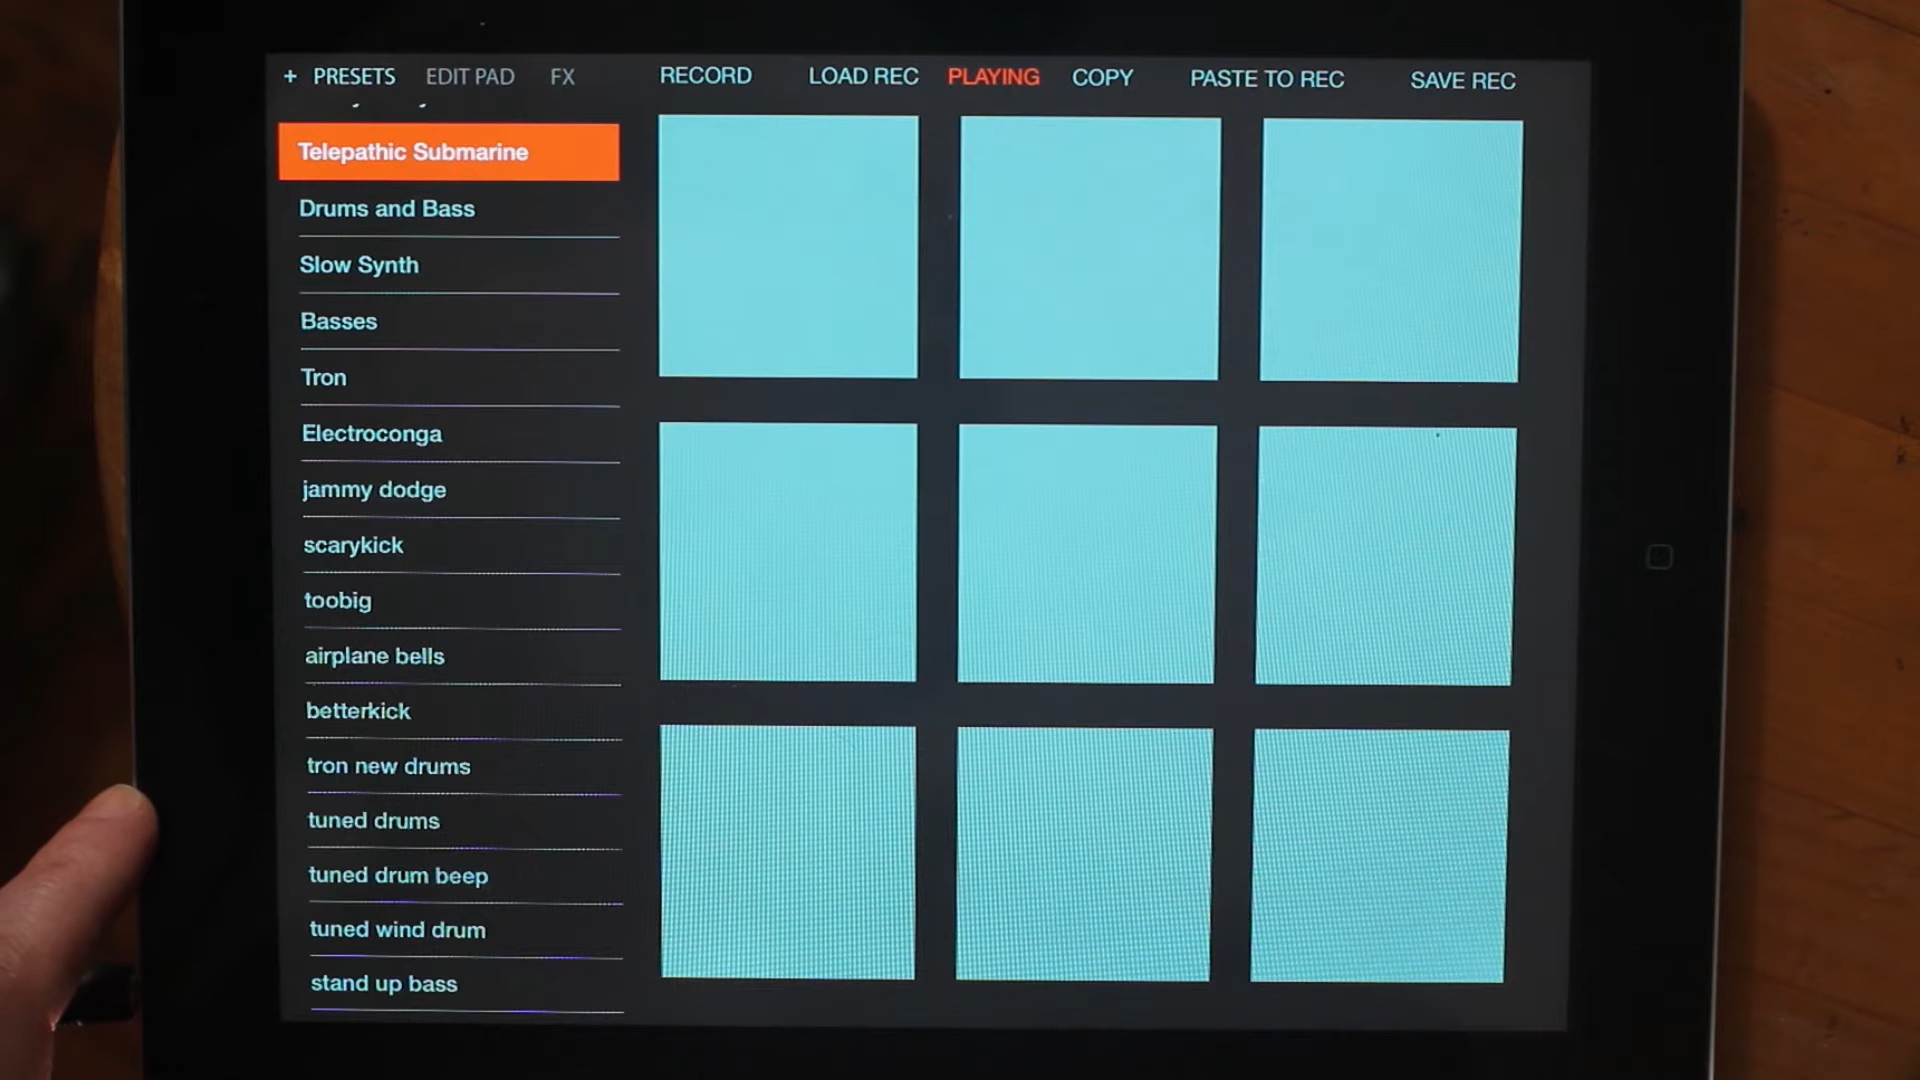 + PRESETS EDIT PAD FX RECORD LOAD REC PLAYING COPY PASTE TO REC SAVE REC
Telepathic Submarine
Drums and Bass
Slow Synth
Basses
Tron
Electroconga
jammy dodge
scarykick
toobig
airplane bells
betterkick
tron new drums
tuned drums
tuned drum beep
tuned wind drum
stand up bass